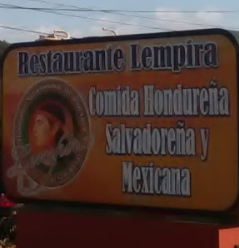 Restaurante Lempira
Comida Hondureña
Salvadoreña y
Mexicana